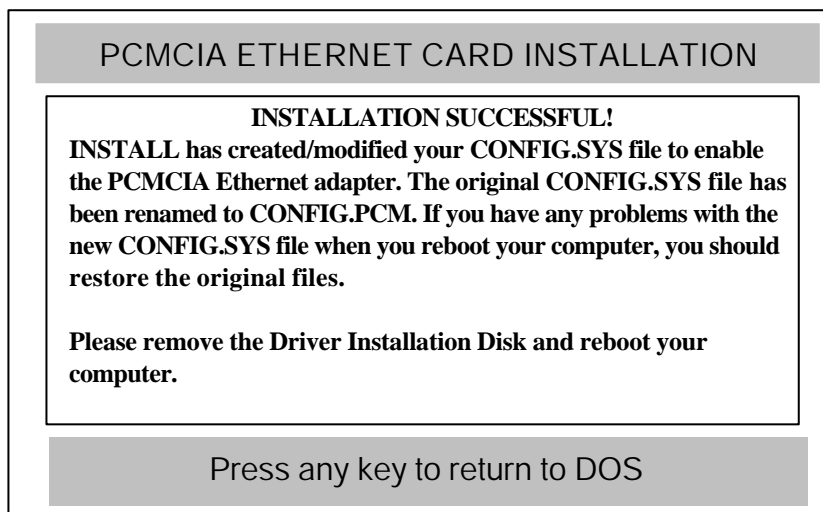 PCMCIA ETHERNET CARD INSTALLATION
INSTALLATION SUCCESSFUL!
INSTALL has created/modified your CONFIG.SYS file to enable
the PCMCIA Ethernet adapter. The original CONFIG.SYS file has
been renamed to CONFIG.PCM. If you have any problems with the
new CONFIG.SYS file when you reboot your computer, you should
restore the original files.
Please remove the Driver Installation Disk and reboot your
computer.
Press any key to return to DOS